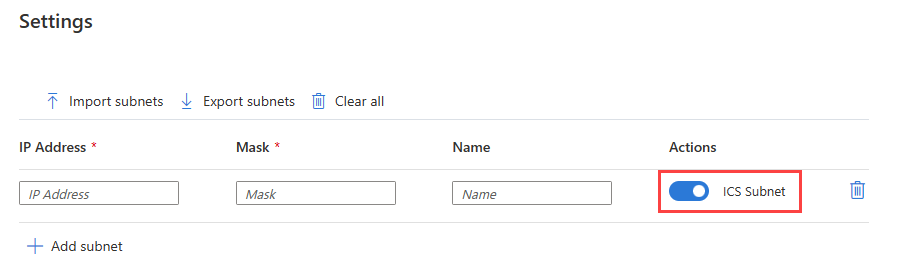 Settings
Import subnets Export subnets Clear all
IP Address * Mask * Name Actions
IP Address Mask Name ICS Subnet
Add subnet